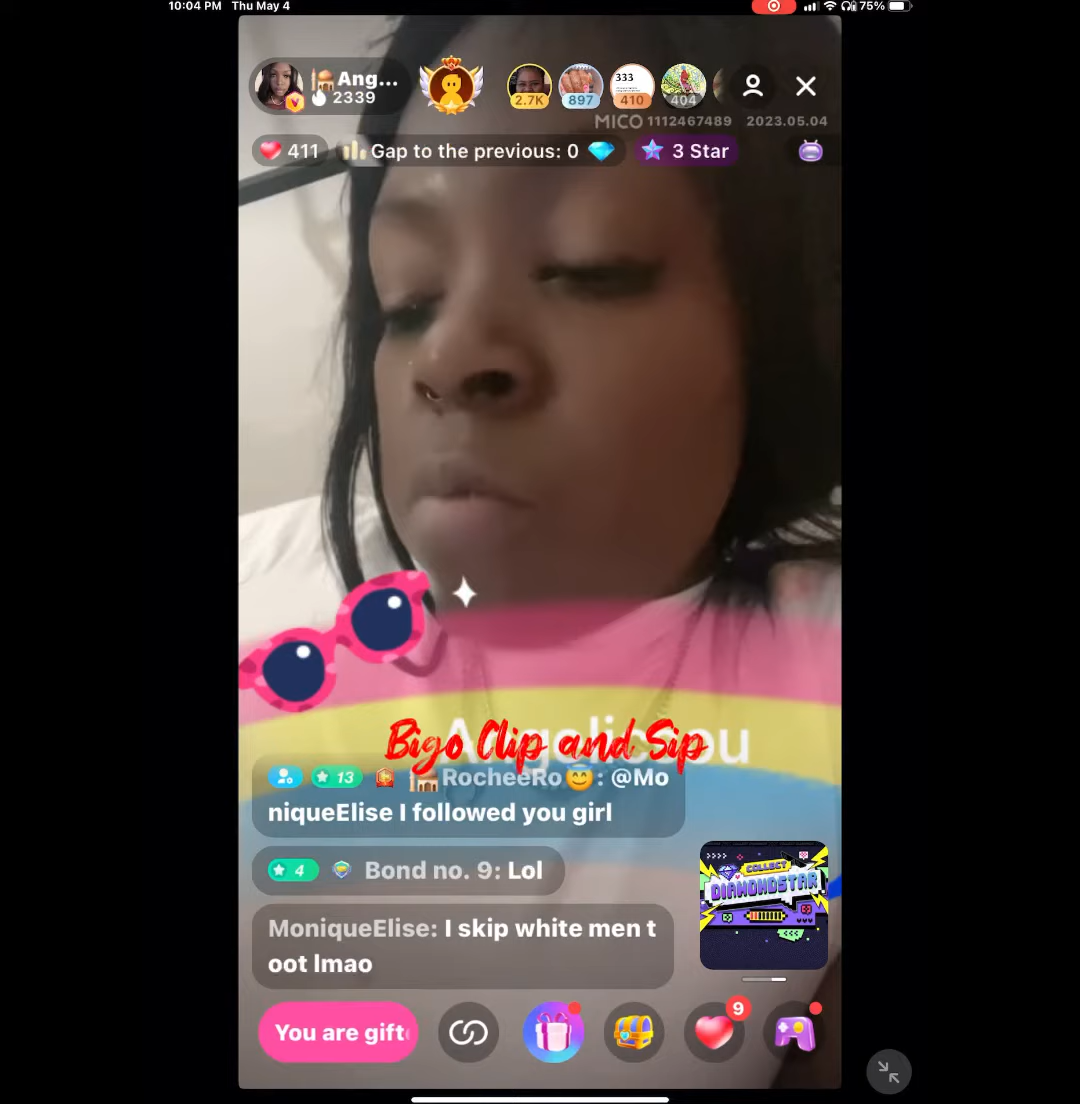 10:04 PM Thu May 4
75%
Ang...
2339
2.7K
897
333
410
404
MICO 1112467489 2023.05.04
411
Gap to the previous: 0
3 Star
Bigo Clip and Sip
13 RocheeRo😇: @Mo
niqueElise I followed you girl
4 Bond no. 9: Lol
COLLECT
DIAMONDSTAR
MoniqueElise: I skip white men t
oot lmao
You are gift
9